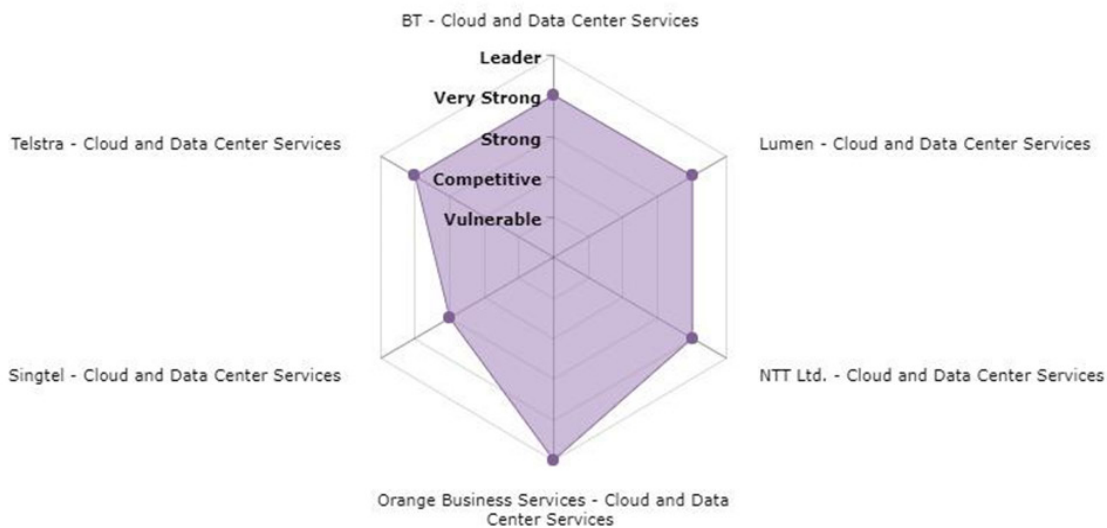 BT - Cloud and Data Center Services
Leader
Very Strong
Strong
Competitive
Vulnerable
Telstra - Cloud and Data Center Services
Lumen - Cloud and Data Center Services
Singtel - Cloud and Data Center Services
NTT Ltd. - Cloud and Data Center Services
Orange Business Services - Cloud and Data
Center Services